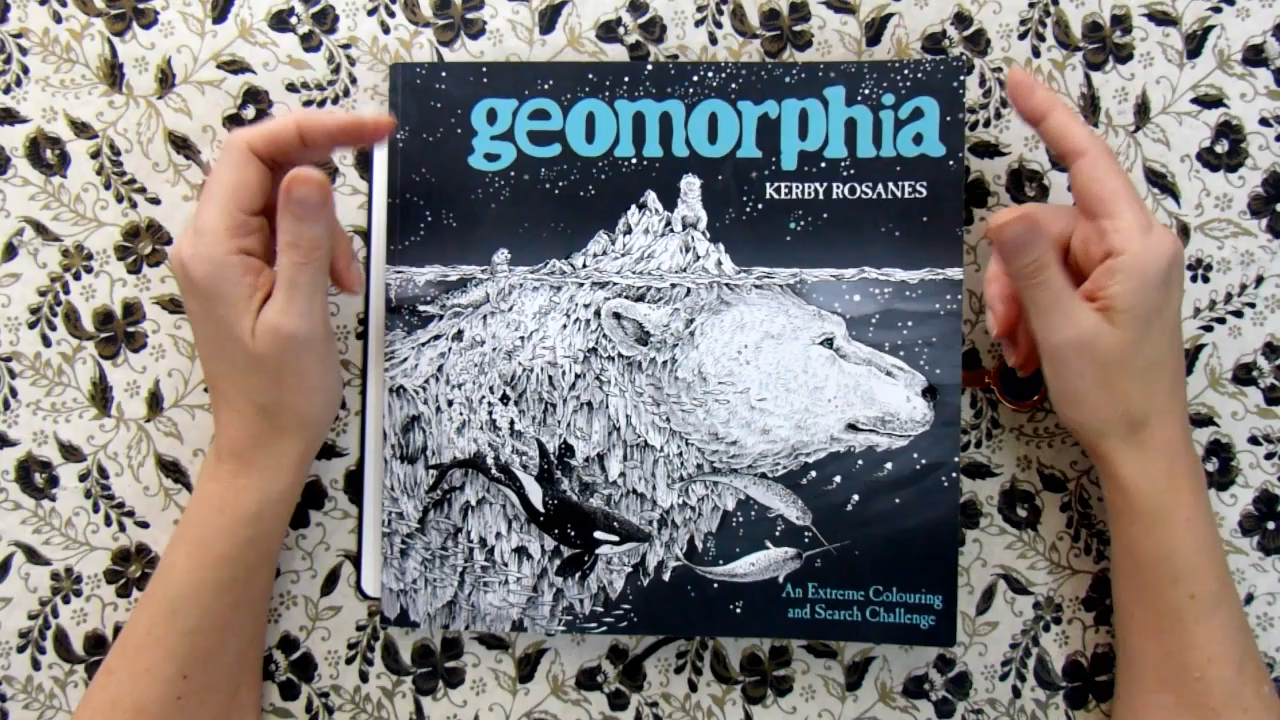 geomorphia
KERBY ROSANES
An Extreme Colouring
and Search Challenge